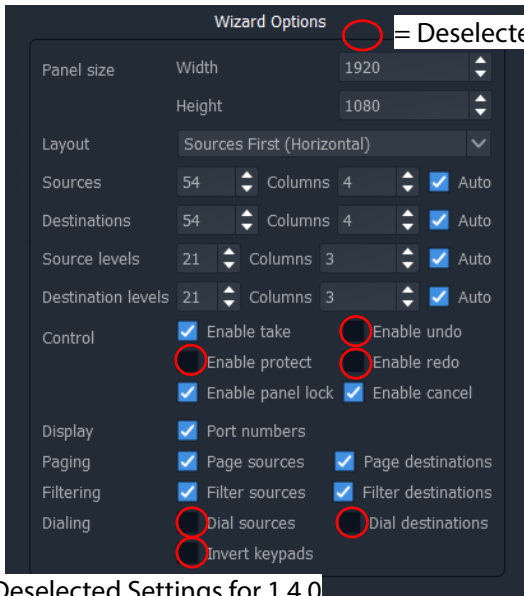 Wizard Options
= Deselecte
Panel size Width 1920
Height 1080
Layout Sources First (Horizontal)
Sources 54 Columns 4 Auto
Destinations 54 Columns 4 Auto
Source levels 21 Columns 3 Auto
Destination levels 21 Columns 3 Auto
Control Enable take Enable undo
Enable protect Enable redo
Enable panel lock Enable cancel
Display Port numbers
Paging Page sources Page destinations
Filtering Filter sources Filter destinations
Dialing Dial sources Dial destinations
Invert keypads
Deselected Settings for 1.4.0